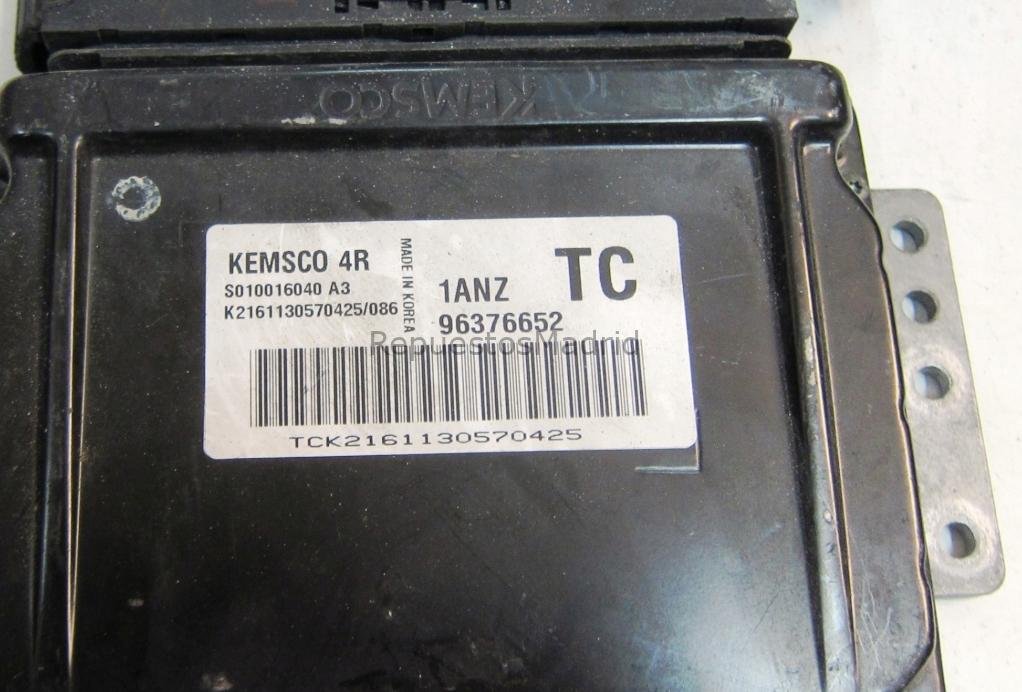 KEMSCO
KEMSCO 4R
S010016040 A3
K2161130570425/086
MADE IN KOREA
TC
1ANZ
96376652
RepuestosMadrid
TCK2161130570425